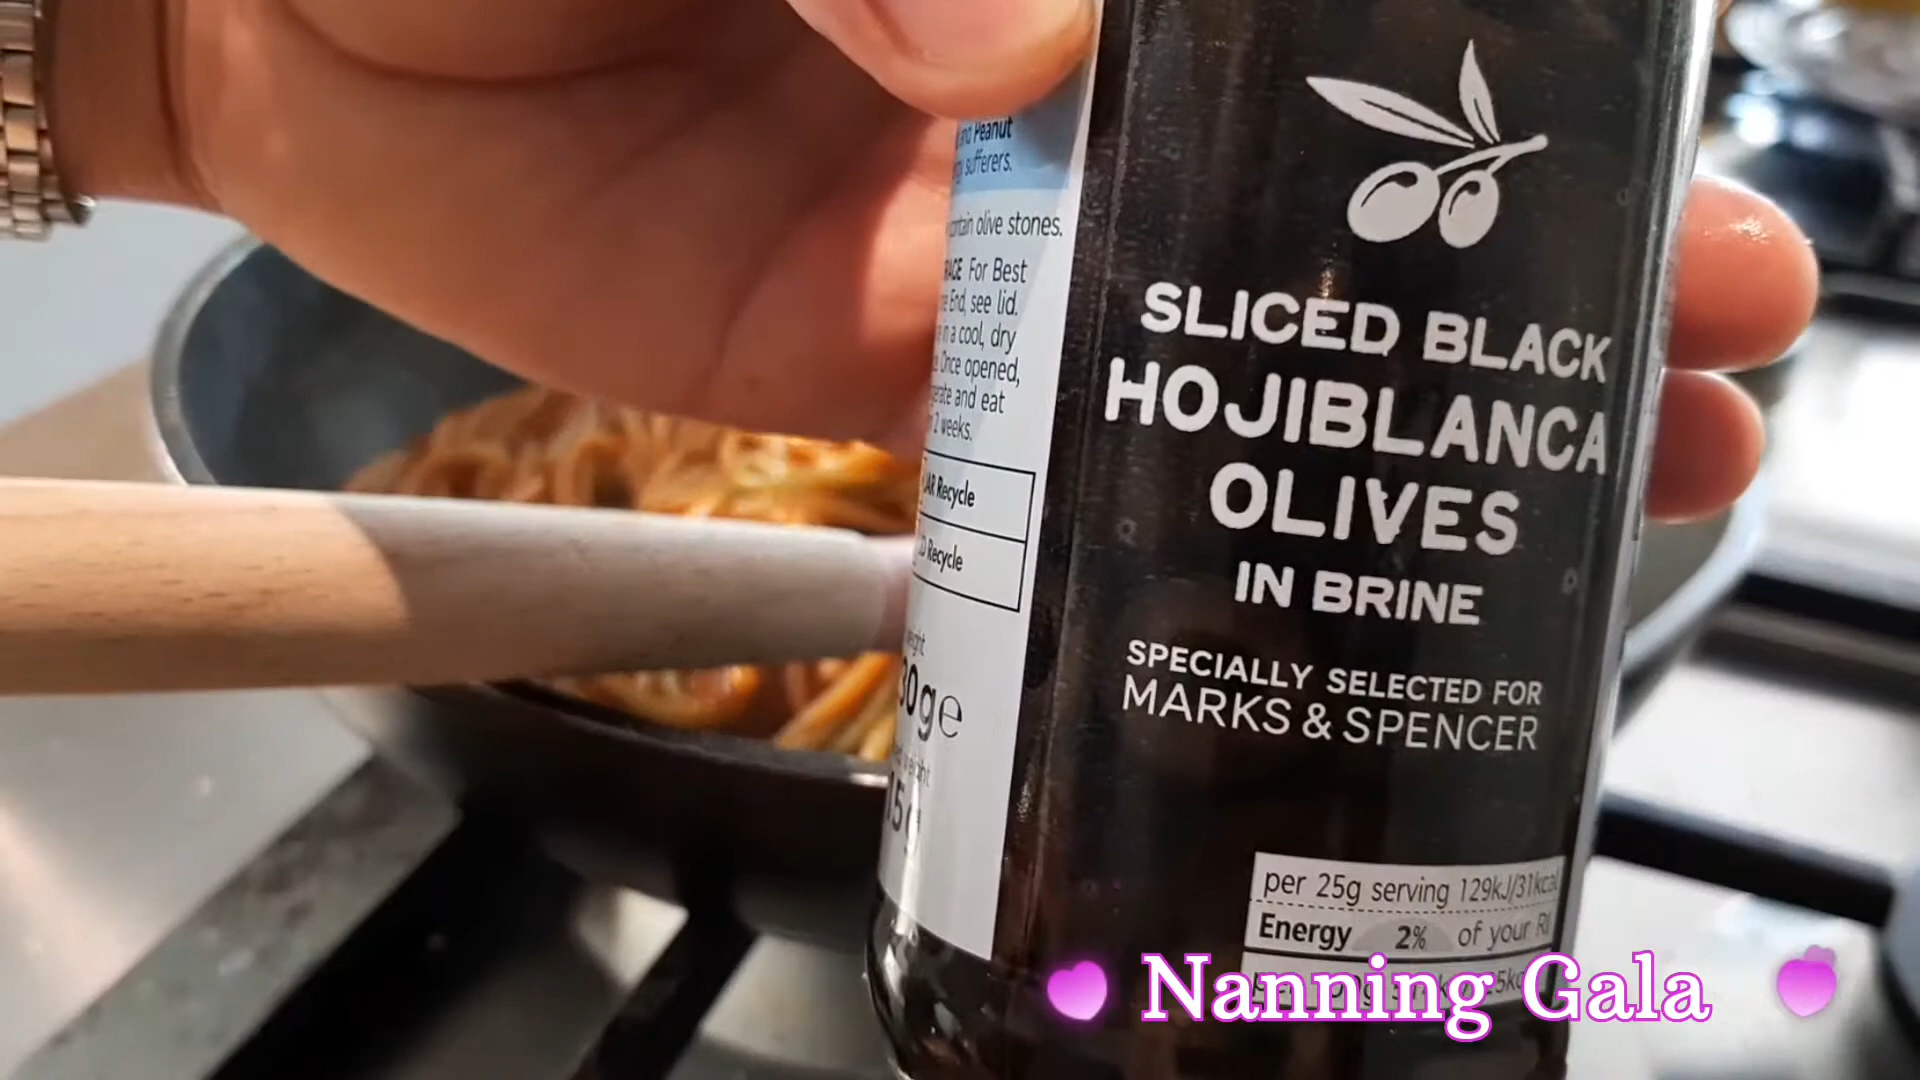 Peanut
sufferers.
olive stones.
For Best
End, see lid.
in a cool, dry
Once opened,
and eat
2 weeks.
Recycle
Recycle
SLICED BLACK
HOJIBLANCA
OLIVES
IN BRINE
SPECIALLY SELECTED FOR
MARKS & SPENCER
per 25g serving 129kJ/31kcal
Energy 2% of your RI
Nanning Gala